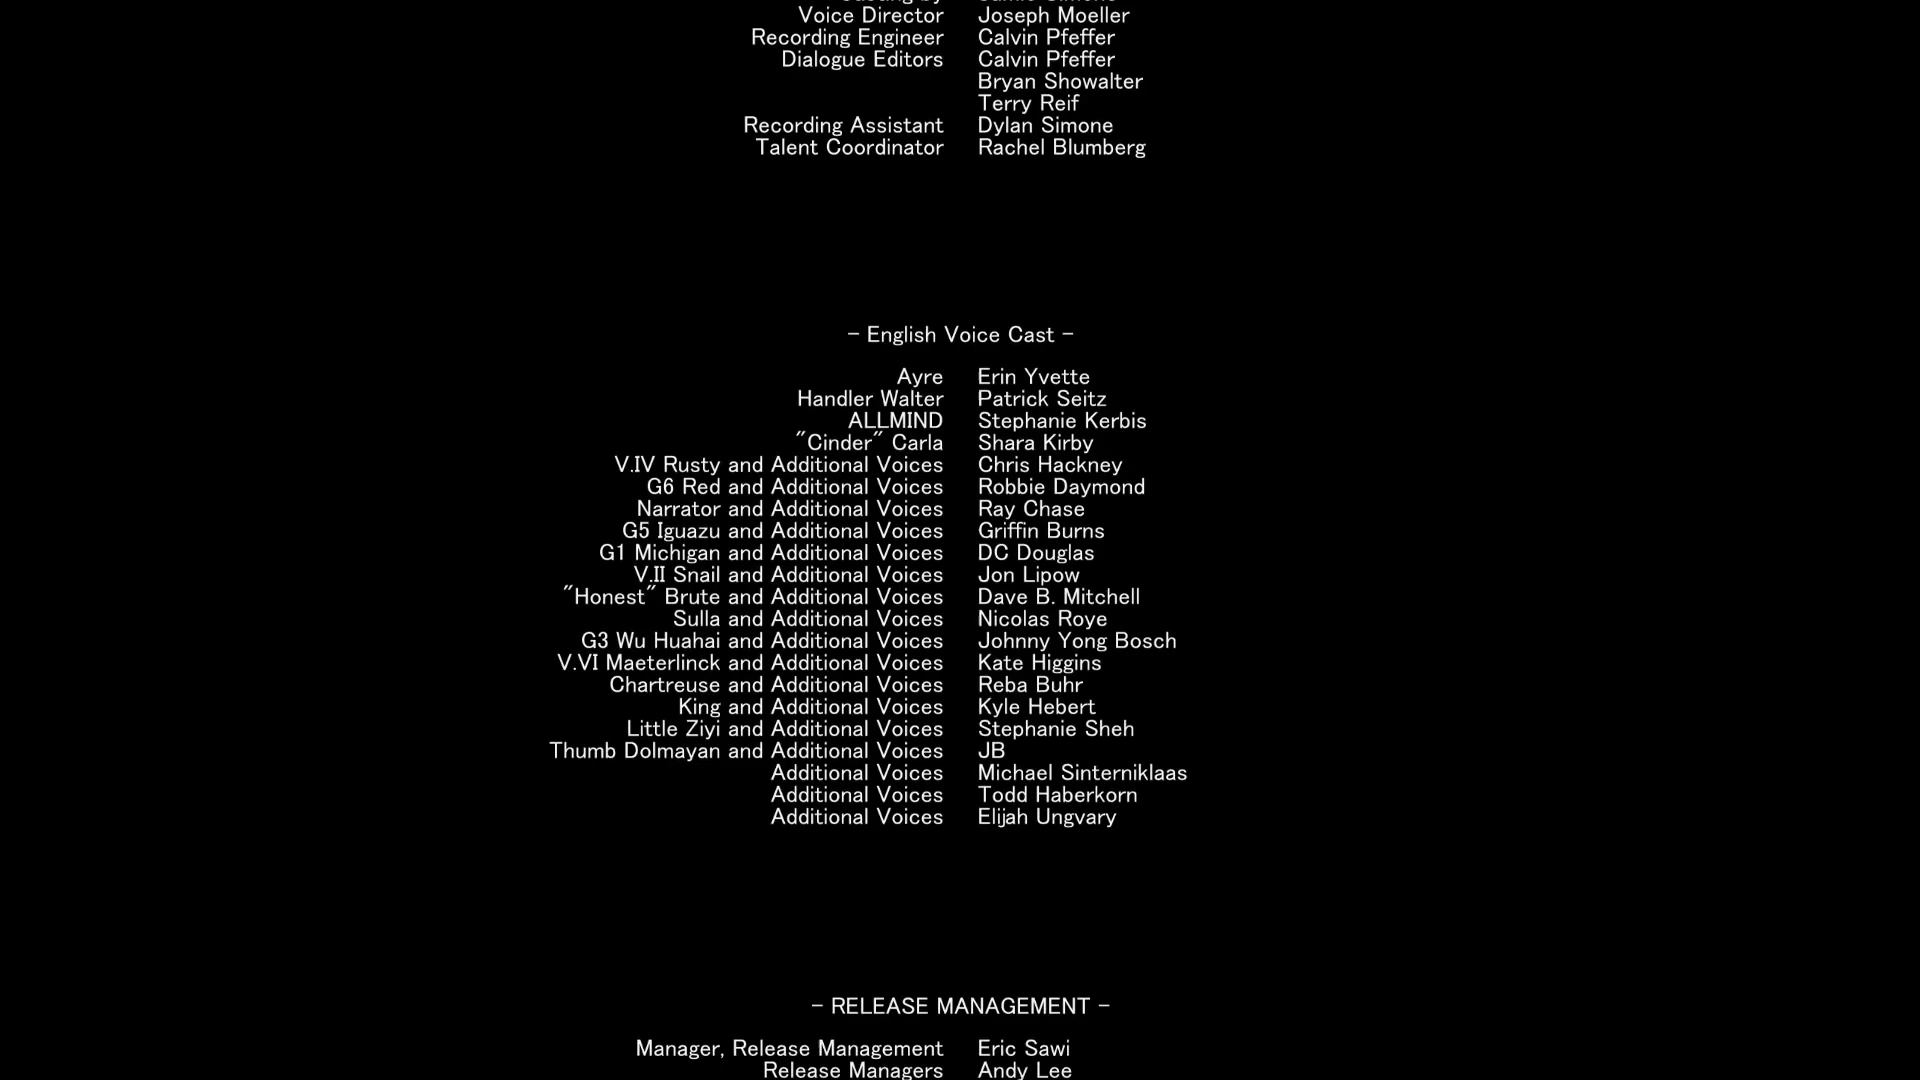 Voice Director Joseph Moeller
Recording Engineer Calvin Pfeffer
Dialogue Editors Calvin Pfeffer
Bryan Showalter
Terry Reif
Recording Assistant Dylan Simone
Talent Coordinator Rachel Blumberg
- English Voice Cast -
Ayre Erin Yvette
Handler Walter Patrick Seitz
ALLMIND Stephanie Kerbis
"Cinder" Carla Shara Kirby
V.IV Rusty and Additional Voices Chris Hackney
G6 Red and Additional Voices Robbie Daymond
Narrator and Additional Voices Ray Chase
G5 Iguazu and Additional Voices Griffin Burns
G1 Michigan and Additional Voices DC Douglas
V.II Snail and Additional Voices Jon Lipow
"Honest" Brute and Additional Voices Dave B. Mitchell
Sulla and Additional Voices Nicolas Roye
G3 Wu Huahai and Additional Voices Johnny Yong Bosch
V.VI Maeterlinck and Additional Voices Kate Higgins
Chartreuse and Additional Voices Reba Buhr
King and Additional Voices Kyle Hebert
Little Ziyi and Additional Voices Stephanie Sheh
Thumb Dolmayan and Additional Voices JB
Additional Voices Michael Sinterniklaas
Additional Voices Todd Haberkorn
Additional Voices Elijah Ungvary
- RELEASE MANAGEMENT -
Manager, Release Management Eric Sawi
Release Managers Andy Lee